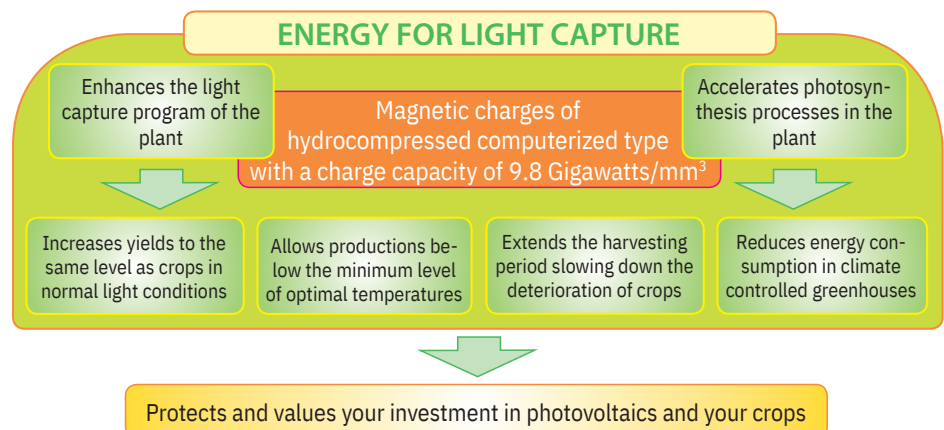 ENERGY FOR LIGHT CAPTURE
Enhances the light
capture program of the
plant
Magnetic charges of
hydrocompressed computerized type
with a charge capacity of 9.8 Gigawatts/mm³
Accelerates photosyn-
thesis processes in the
plant
Increases yields to the
same level as crops in
normal light conditions
Allows productions be-
low the minimum level
of optimal temperatures
Extends the harvesting
period slowing down the
deterioration of crops
Reduces energy con-
sumption in climate
controlled greenhouses
Protects and values your investment in photovoltaics and your crops